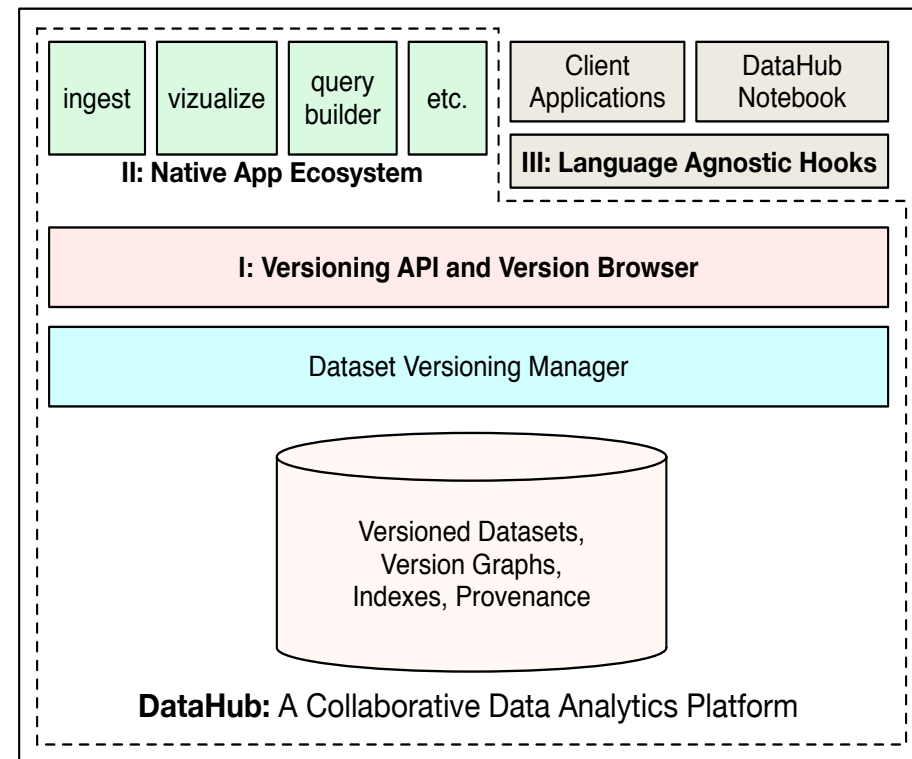 ingest
vizualize
query
builder
etc.
II: Native App Ecosystem
Client
Applications
DataHub
Notebook
III: Language Agnostic Hooks
I: Versioning API and Version Browser
Dataset Versioning Manager
Versioned Datasets,
Version Graphs,
Indexes, Provenance
DataHub: A Collaborative Data Analytics Platform